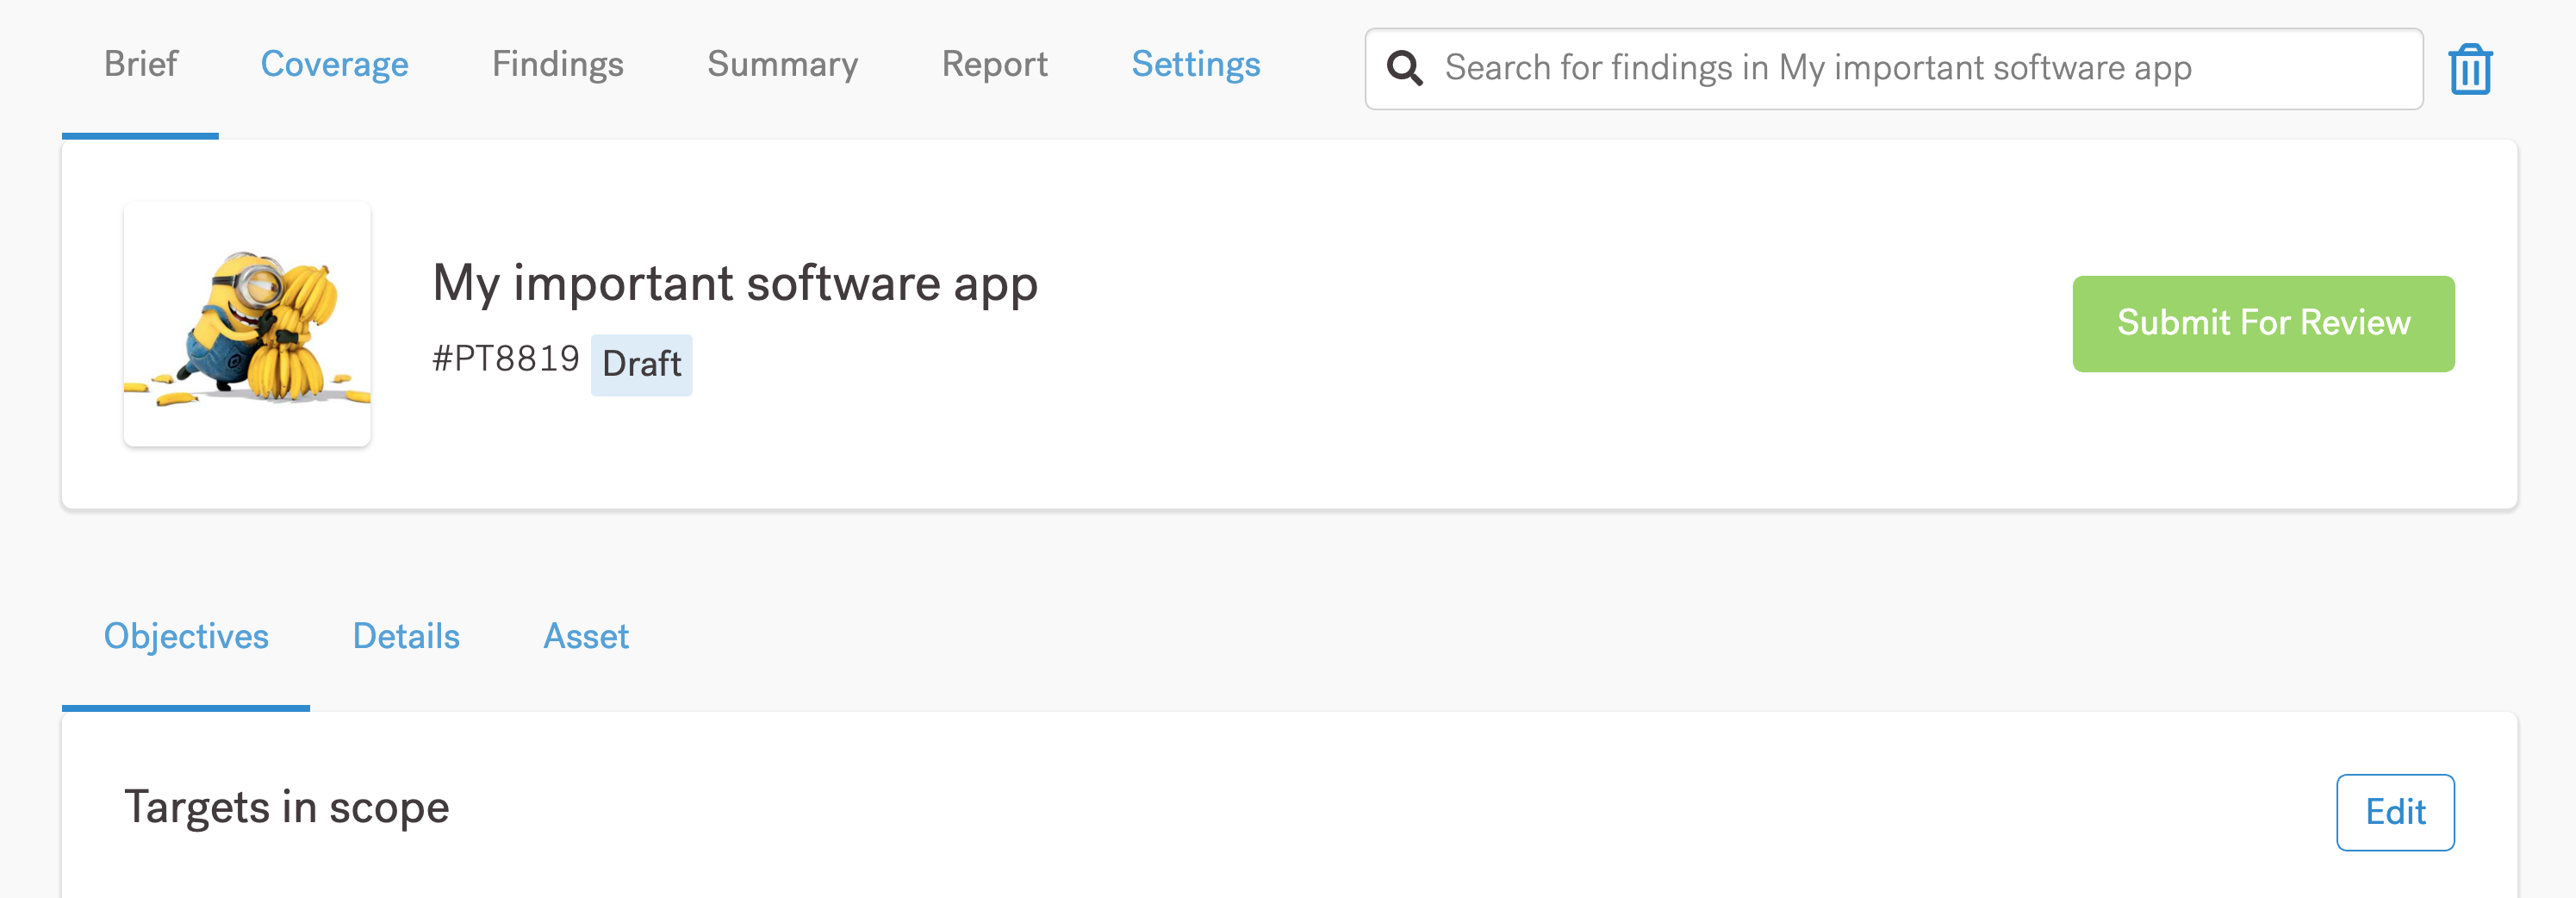 Brief Coverage Findings Summary Report Settings Search for findings in My important software app
My important software app
#PT8819 Draft
Submit For Review
Objectives Details Asset
Targets in scope Edit